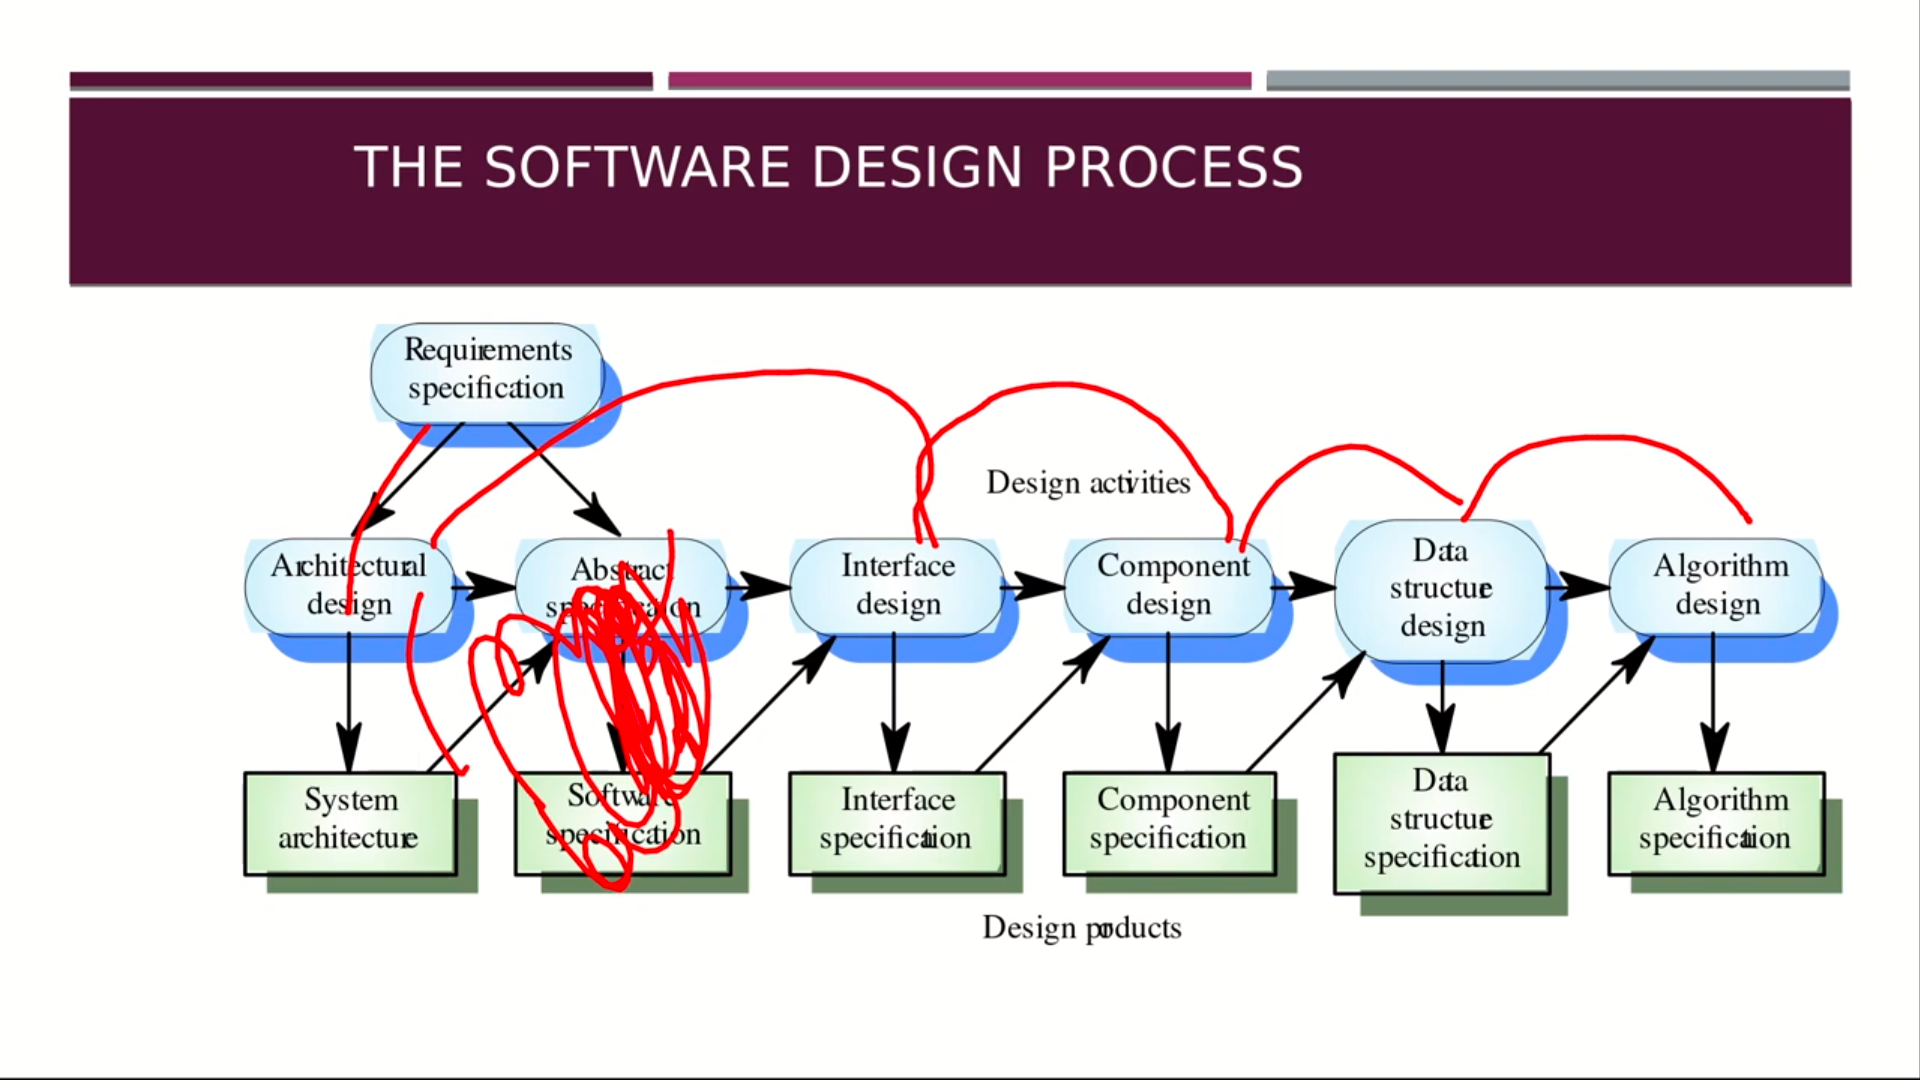 THE SOFTWARE DESIGN PROCESS
Requirements
specification
Design activities
Architectural
design
Abstract
specification
Interface
design
Component
design
Data
structure
design
Algorithm
design
System
architecture
Software
specification
Interface
specification
Component
specification
Data
structure
specification
Algorithm
specification
Design products